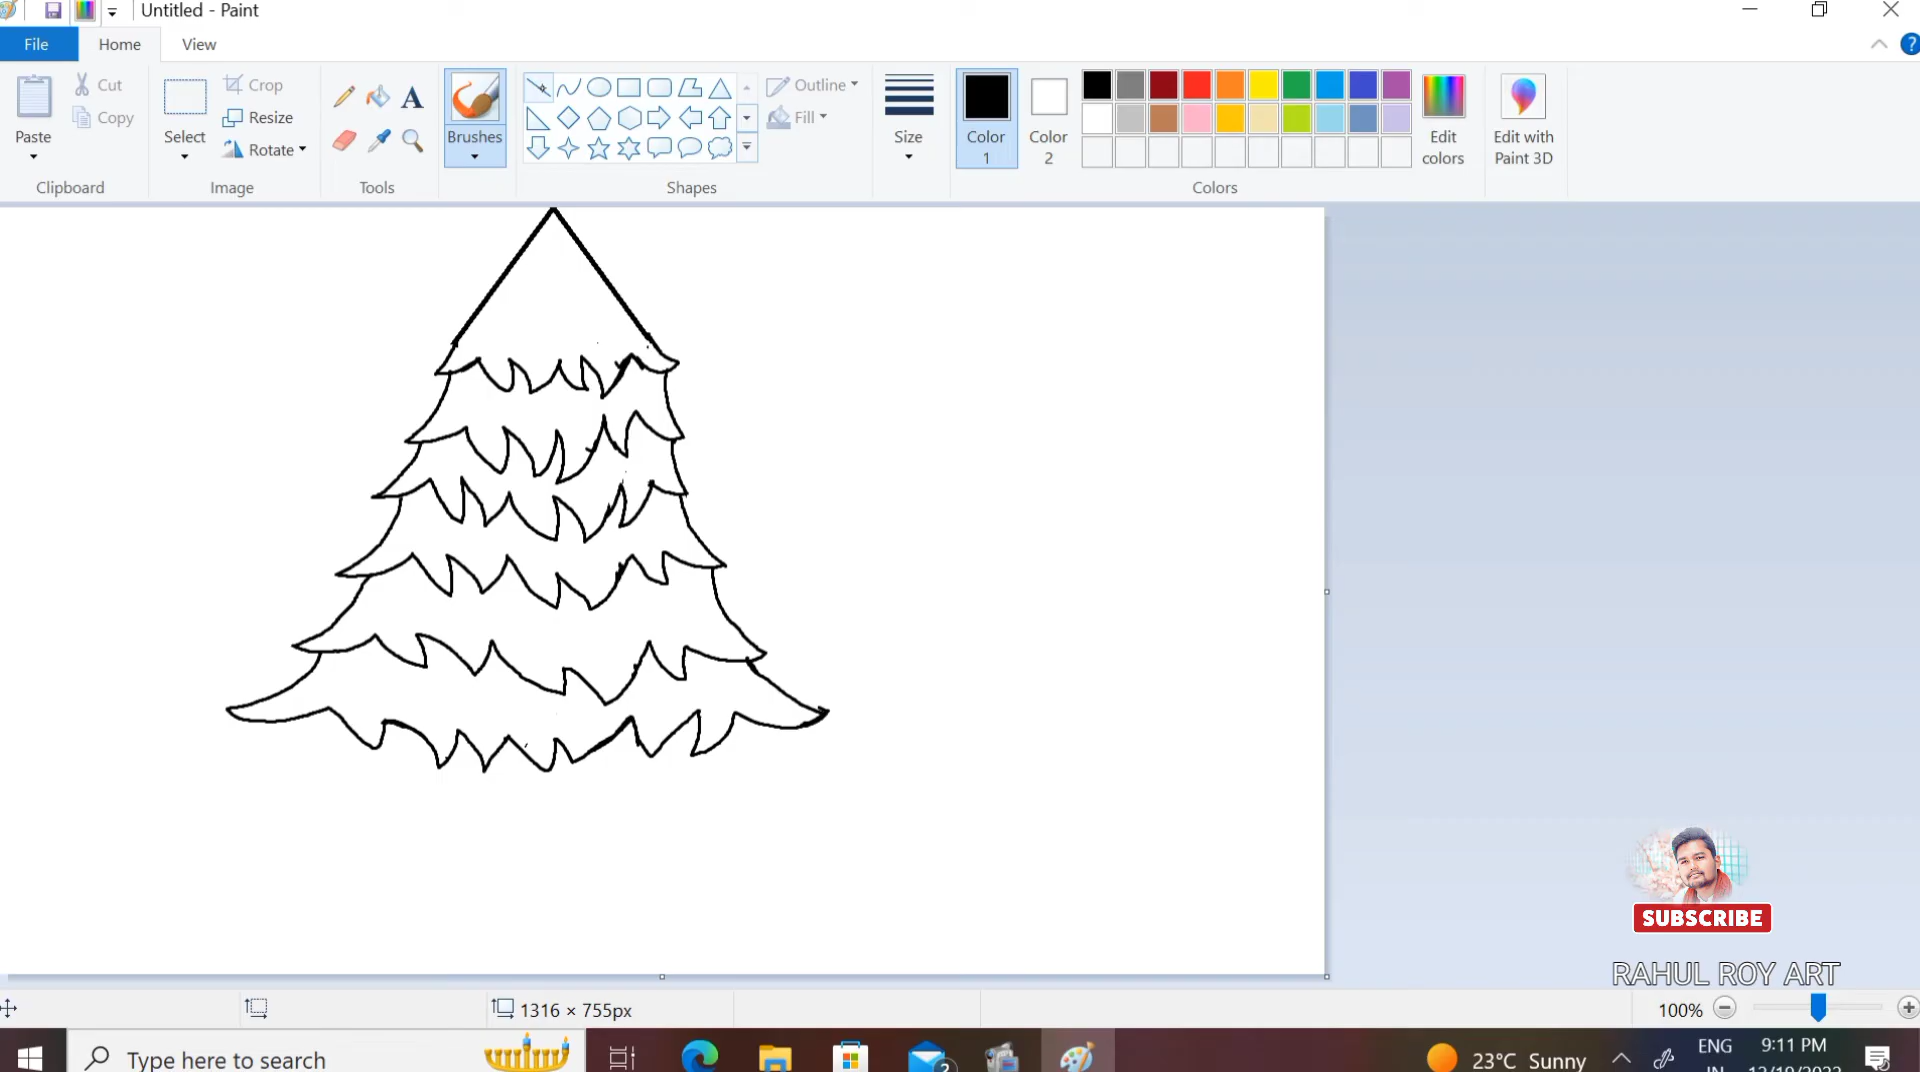 Untitled - Paint
File Home View
Paste
Cut
Copy
Clipboard
Select
Crop
Resize
Rotate
Image
A
Tools
Brushes
Outline
Fill
Shapes
Size
Color
1
Color
2
Colors
Edit
colors
Edit with
Paint 3D
SUBSCRIBE
RAHUL ROY ART
1316 × 755px
100%
Type here to search
2
23°C Sunny
ENG
IN
9:11 PM